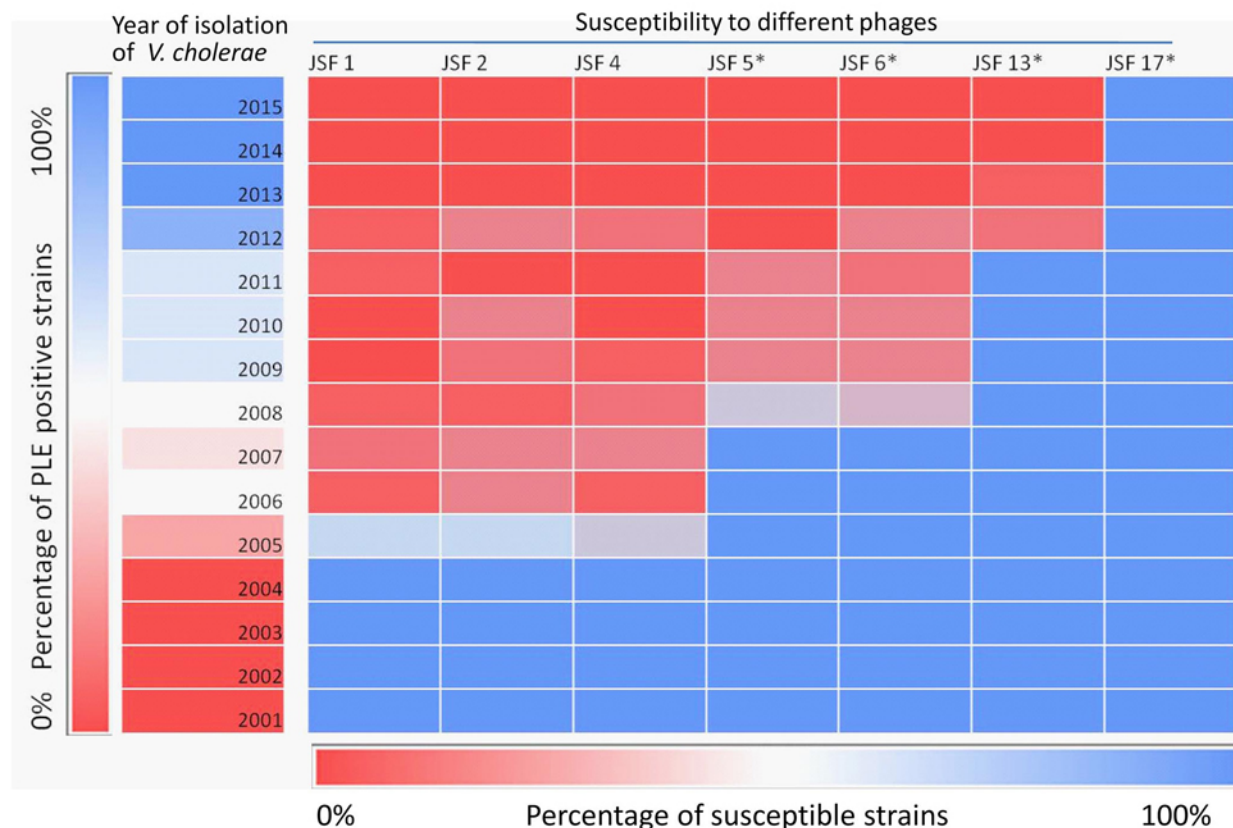 Year of isolation
of V. cholerae
Susceptibility to different phages
JSF 1 JSF 2 JSF 4 JSF 5* JSF 6* JSF 13* JSF 17*
0% Percentage of PLE positive strains 100%
2015
2014
2013
2012
2011
2010
2009
2008
2007
2006
2005
2004
2003
2002
2001
0% Percentage of susceptible strains 100%